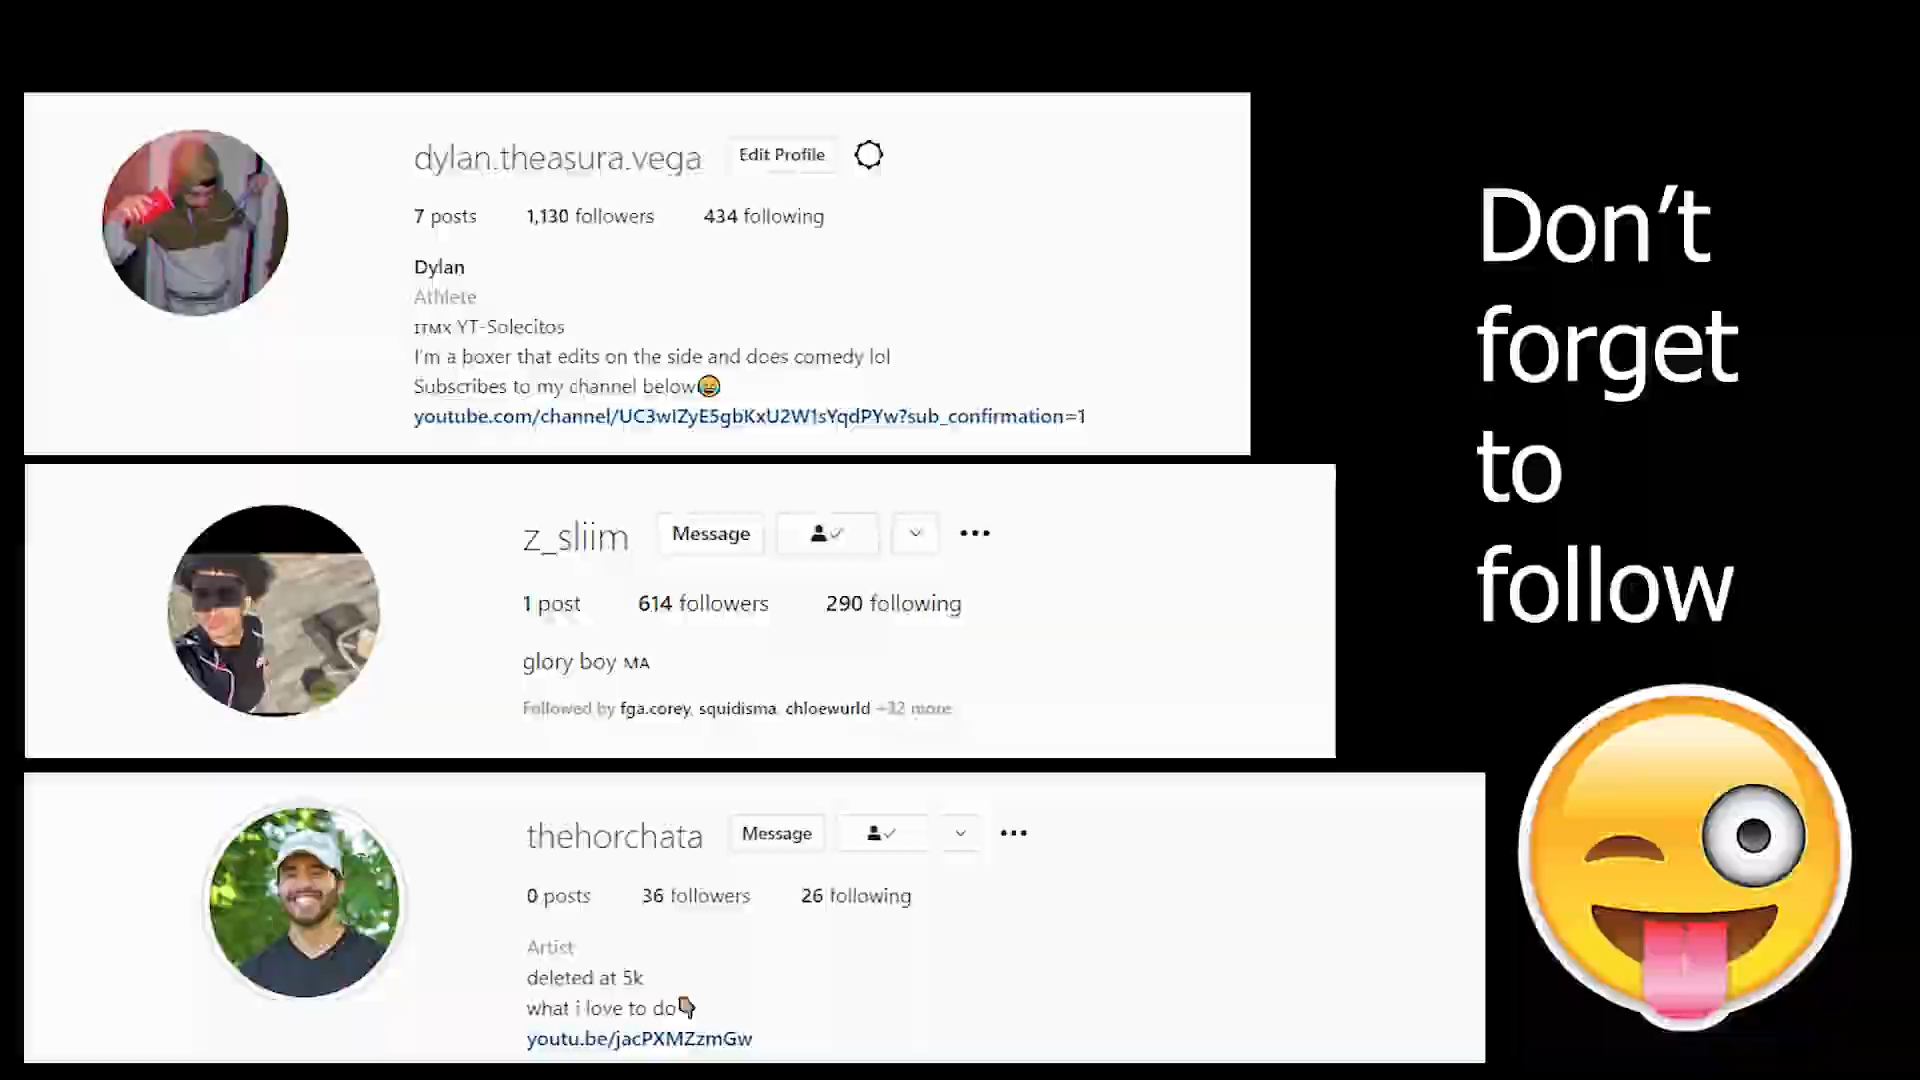 dylan.theasura.vega Edit Profile
7 posts 1,130 followers 434 following
Dylan
Athlete
ɪᴛᴍx YT-Solecitos
I'm a boxer that edits on the side and does comedy lol
Subscribes to my channel below😂
youtube.com/channel/UC3wIZyE5gbKxU2W1sYqdPYw?sub_confirmation=1
z_sliim Message
1 post 614 followers 290 following
glory boy ᴍᴀ
Followed by fga.corey, squidisma, chloewurld +32 more
thehorchata Message
0 posts 36 followers 26 following
Artist
deleted at 5k
what i love to do👇🏽
youtu.be/jacPXMZzmGw
Don't
forget
to
follow